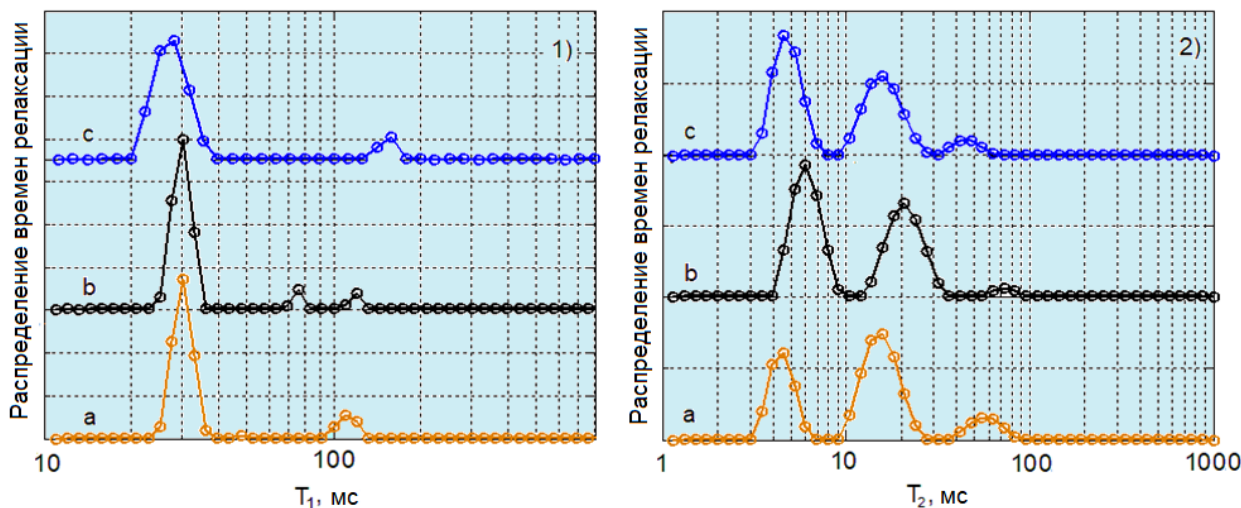 Распределение времен релаксации
1)
c
b
a
10
100
T₁, мс
Распределение времен релаксации
2)
c
b
a
1
10
100
1000
T₂, мс